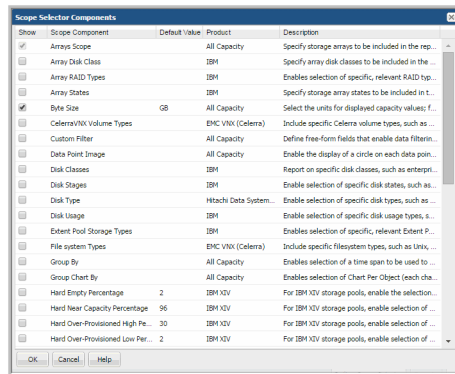 Scope Selector Components
Show Scope Component Default Value Product Description
Arrays Scope All Capacity Specify storage arrays to be included in the rep...
Array Disk Class IBM Specify array disk classes to be included in the ...
Array RAID Types IBM Enables selection of specific, relevant RAID typ...
Array States IBM Specify storage array states to be included in t...
Byte Size GB All Capacity Select the units for displayed capacity values; f...
CelerraVNX Volume Types EMC VNX (Celerra) Include specific Celerra volume types, such as ...
Custom Filter All Capacity Define free-form fields that enable data filterin...
Data Point Image All Capacity Enable the display of a circle on each data poin...
Disk Classes IBM Report on specific disk classes, such as enterpri...
Disk Stages IBM Enable selection of specific disk states, such as...
Disk Type Hitachi Data System... Enable selection of specific disk types, such as ...
Disk Usage IBM Enable selection of specific disk usage types, s...
Extent Pool Storage Types IBM Enables selection of specific, relevant Extent P...
File system Types EMC VNX (Celerra) Include specific filesystem types, such as Unix, ...
Group By All Capacity Enables selection of a time span to be used to ...
Group Chart By All Capacity Enables selection of Chart Per Object (each cha...
Hard Empty Percentage 2 IBM XIV For IBM XIV storage pools, enable the selection...
Hard Near Capacity Percentage 96 IBM XIV For IBM XIV storage pools, enable selection of ...
Hard Over-Provisioned High Pe... 30 IBM XIV For IBM XIV storage pools, enable selection of ...
Hard Over-Provisioned Low Per... 2 IBM XIV For IBM XIV storage pools, enable selection of ...
OK Cancel Help